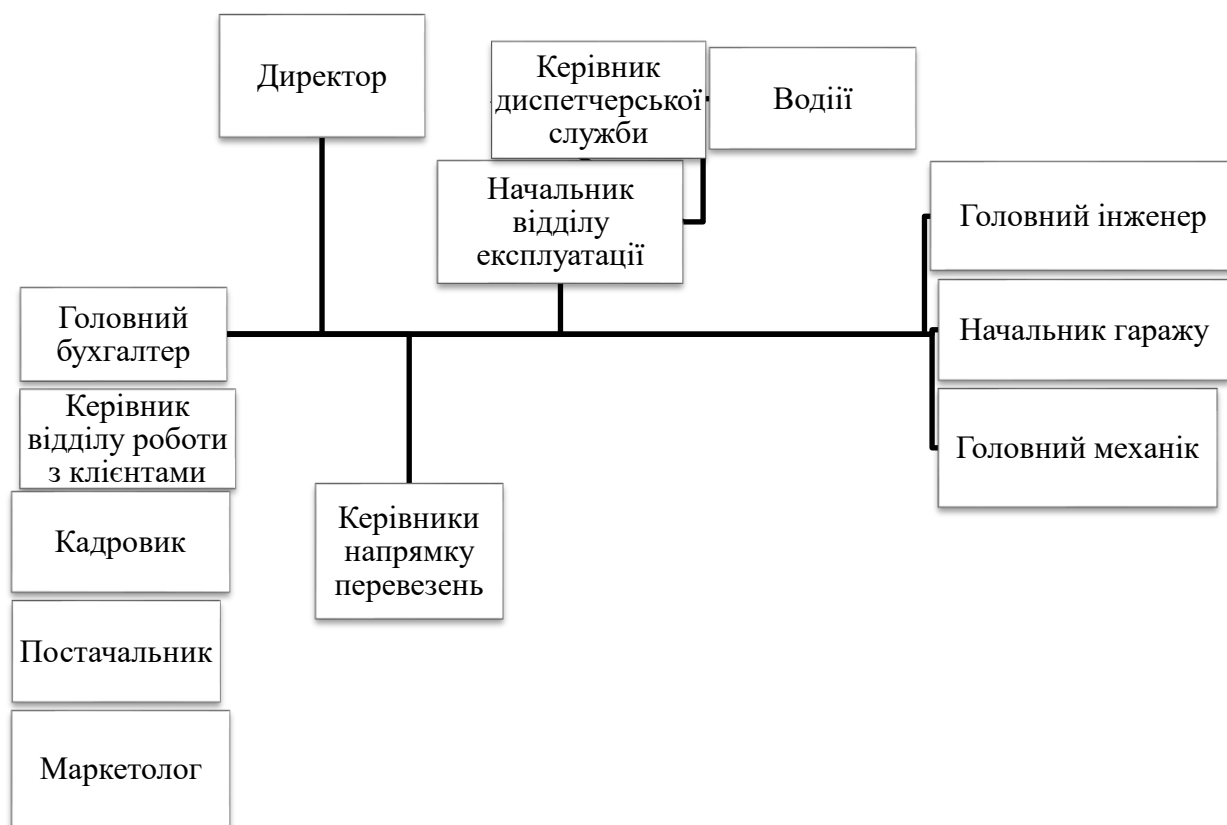 Директор
Керівник
диспетчерської
служби
Водіїї
Начальник
відділу
експлуатації
Головний інженер
Головний
бухгалтер
Начальник гаражу
Керівник
відділу роботи
з клієнтами
Головний механік
Кадровик
Керівники
напрямку
перевезень
Постачальник
Маркетолог